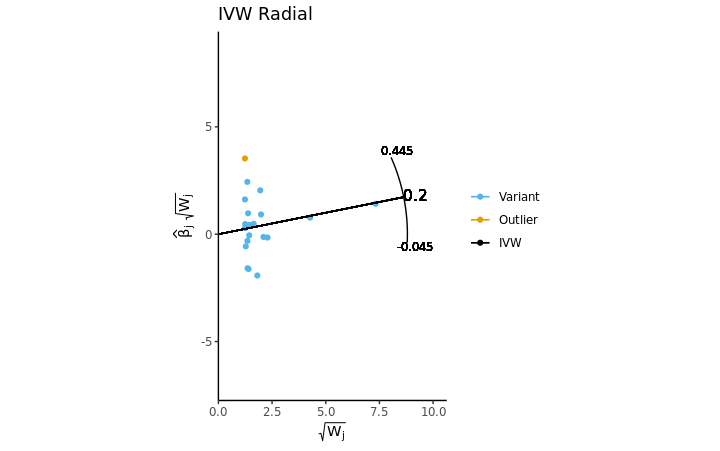 IVW Radial
5
0
-5
β̂j √Wj
0.445
0.2
-0.045
0.0 2.5 5.0 7.5 10.0
√Wj
Variant
Outlier
IVW